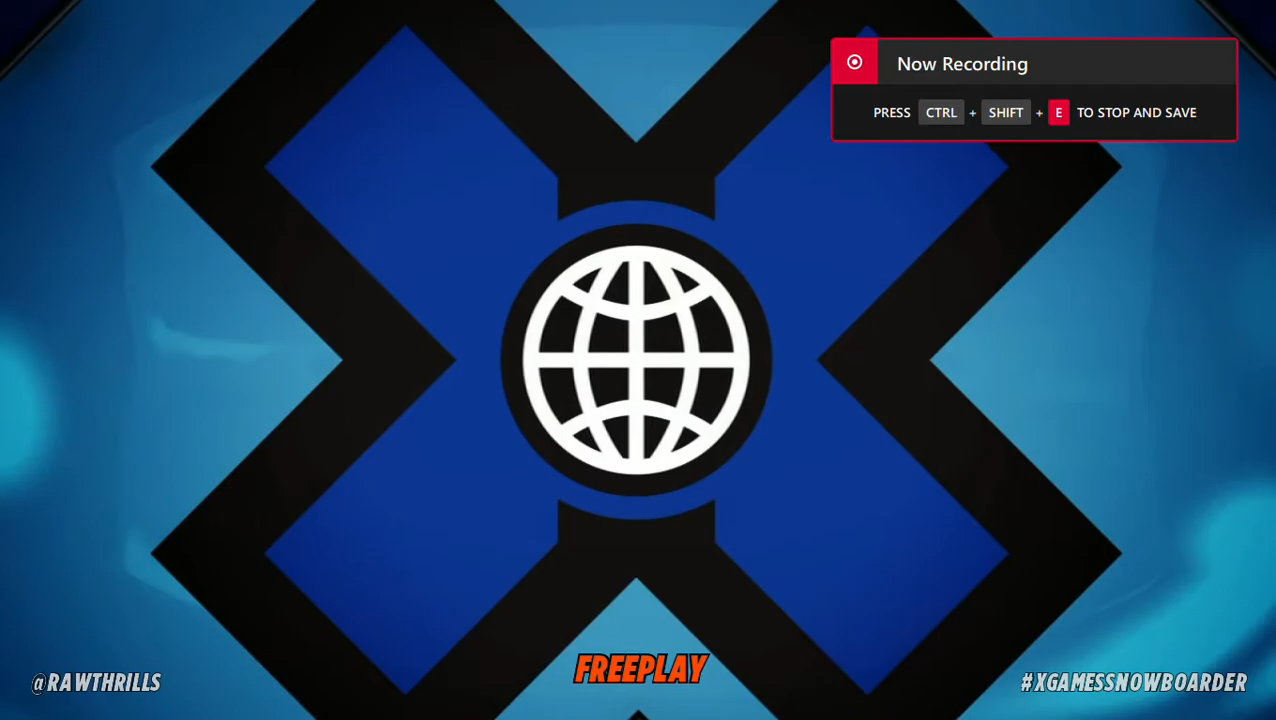 Now Recording
PRESS CTRL + SHIFT + E TO STOP AND SAVE
FREEPLAY
@RAWTHRILLS
#XGAMESSNOWBOARDER